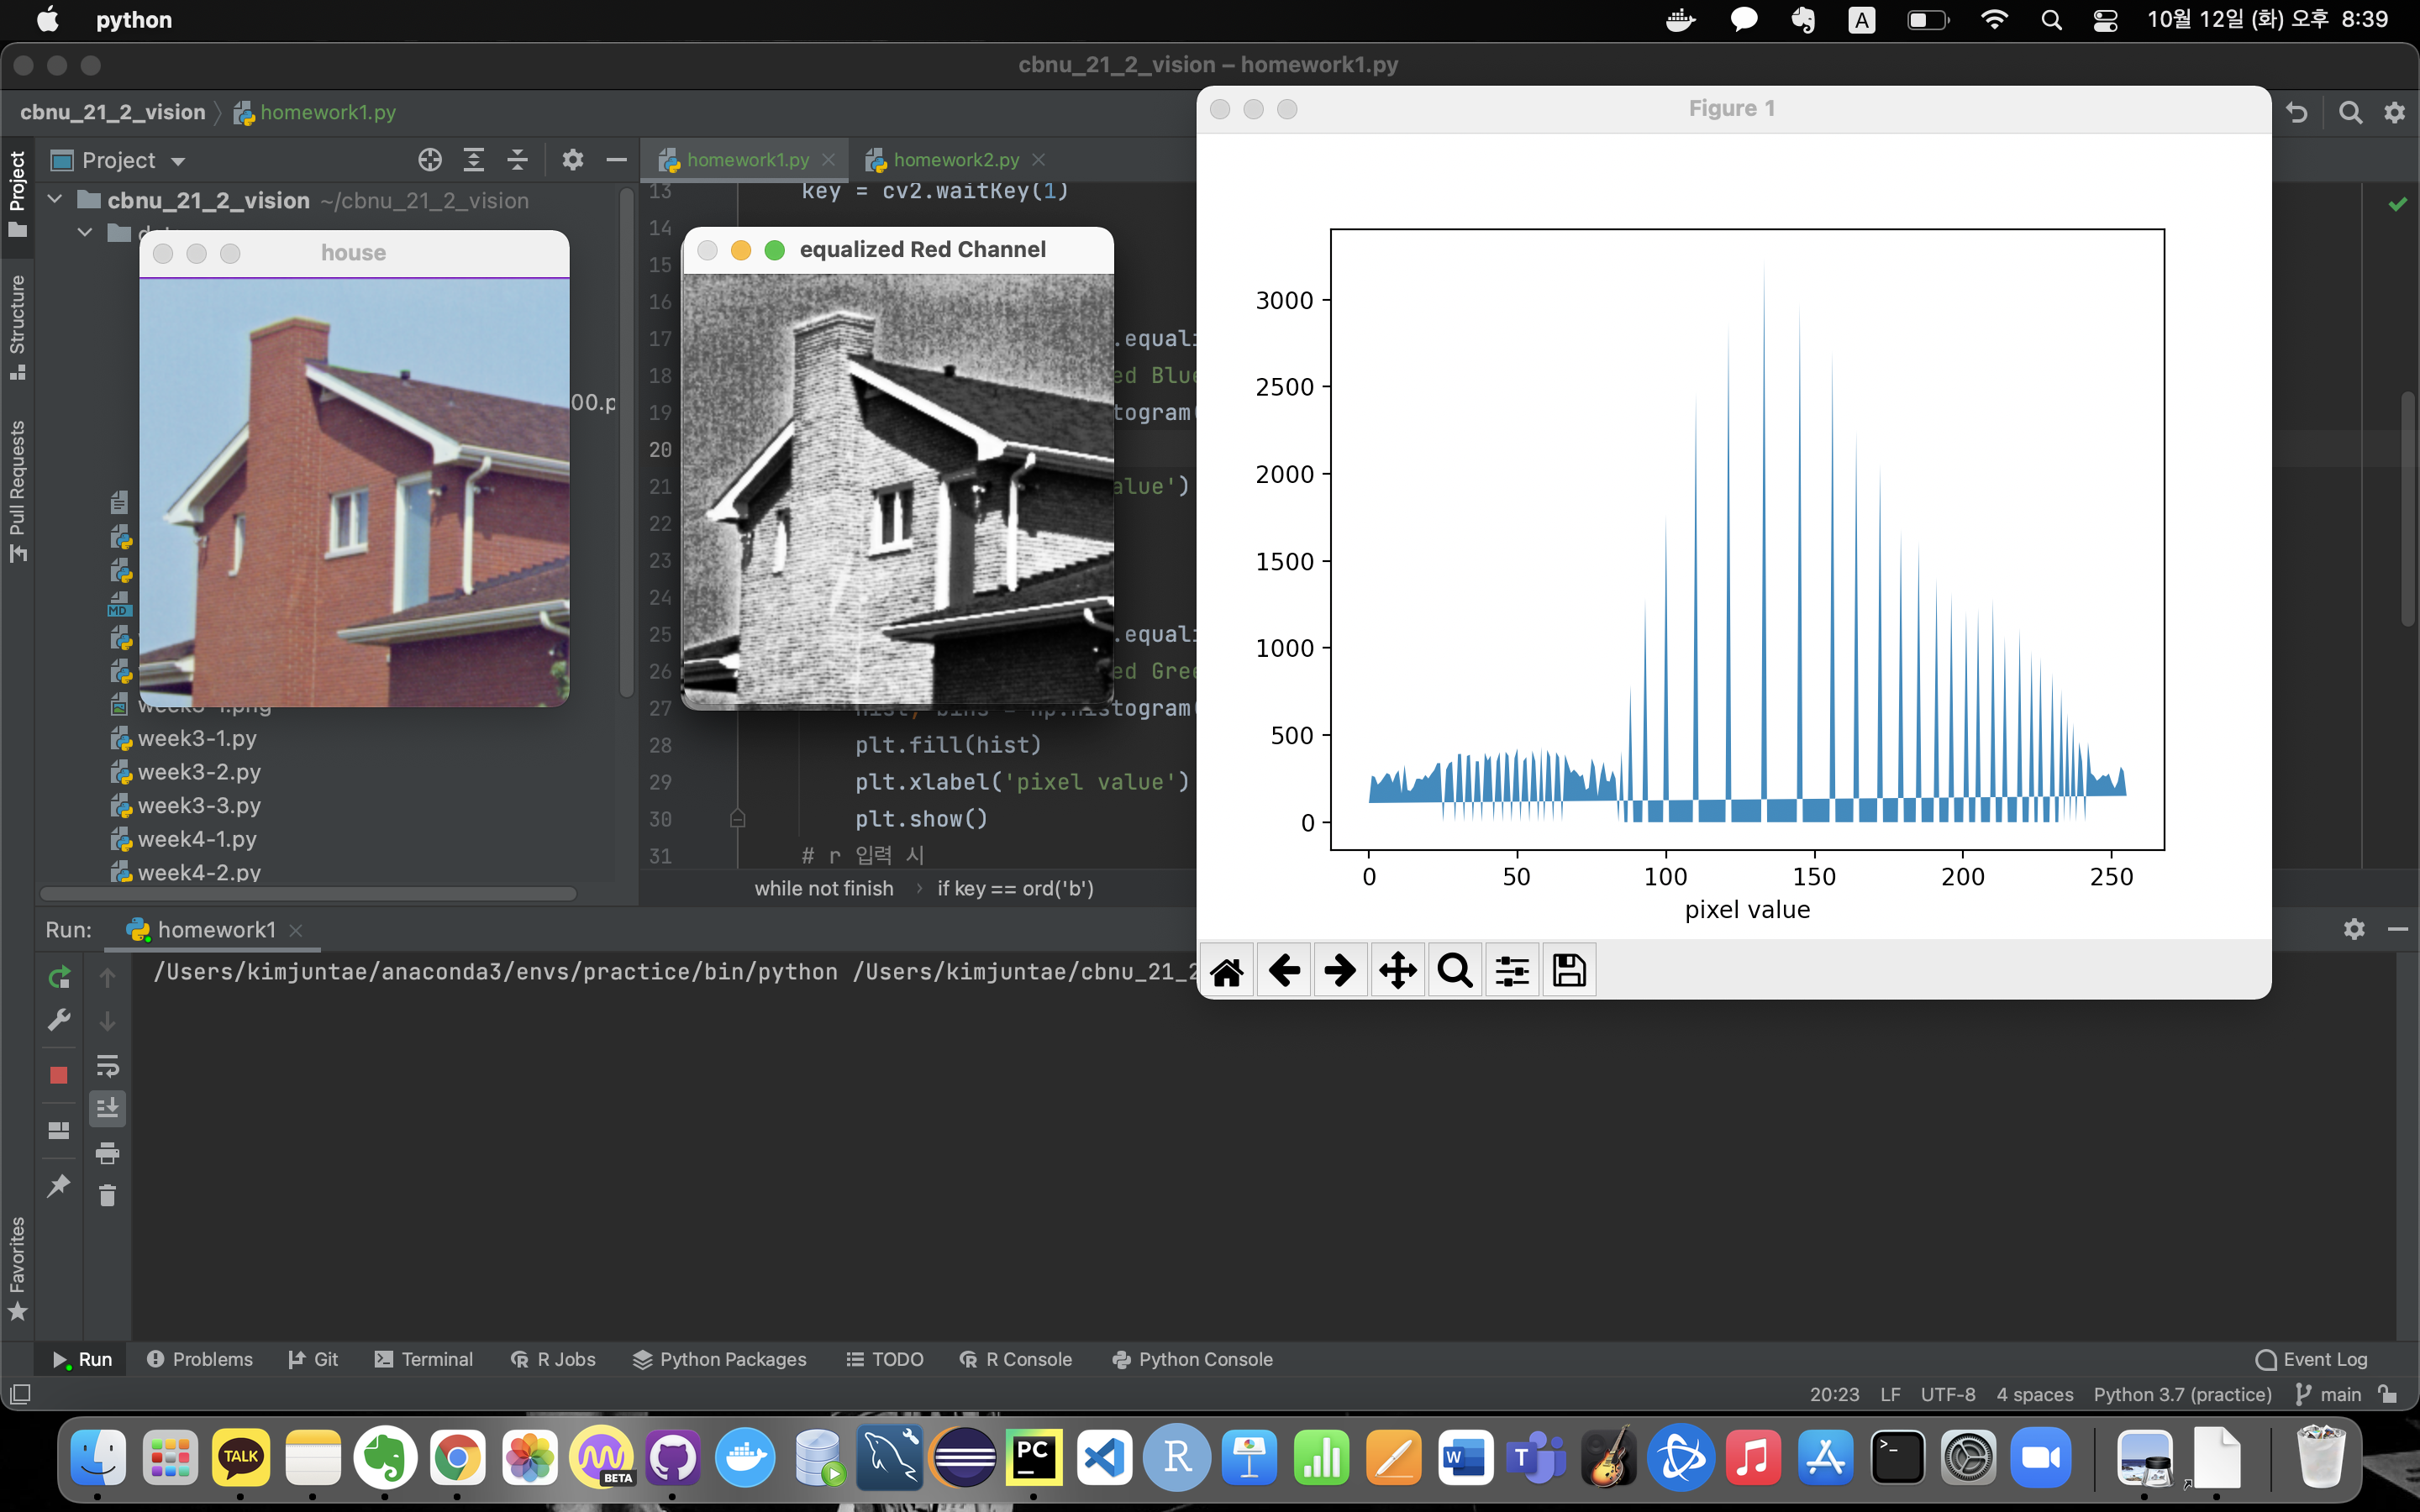 python
A
10월 12일 (화) 오후 8:39
cbnu_21_2_vision – homework1.py
cbnu_21_2_vision
homework1.py
Project
Structure
Pull Requests
Favorites
Project
cbnu_21_2_vision ~/cbnu_21_2_vision
00.p
MD
week3-1.py
week3-2.py
week3-3.py
week4-1.py
week4-2.py
house
homework1.py
homework2.py
13 key = cv2.waitKey(1)
14
15
16
17 .equali
18 ed Blue
19 togram(
20
21 alue')
22
23
24
25 .equali
26 ed Gree
27 togram(
28 plt.fill(hist)
29 plt.xlabel('pixel value')
30 plt.show()
31 # r 입력 시
while not finish
if key == ord('b')
equalized Red Channel
Figure 1
3000
2500
2000
1500
1000
500
0
0 50 100 150 200 250
pixel value
Run:
homework1
/Users/kimjuntae/anaconda3/envs/practice/bin/python /Users/kimjuntae/cbnu_21_2
Run
Problems
Git
Terminal
R Jobs
Python Packages
TODO
R Console
Python Console
Event Log
20:23 LF UTF-8 4 spaces Python 3.7 (practice) main
TALK
BETA
PC
R
W
T